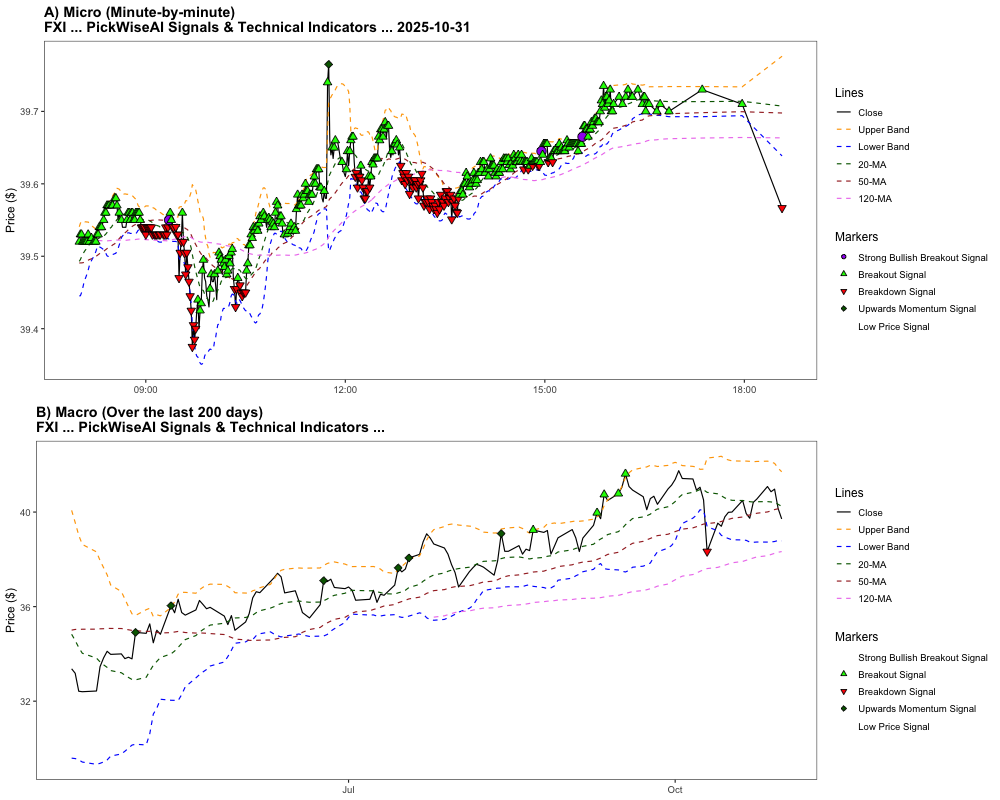 A) Micro (Minute-by-minute)
FXI ... PickWiseAI Signals & Technical Indicators ... 2025-10-31
Price ($)
39.7
39.6
39.5
39.4
09:00
12:00
15:00
18:00
Lines
Close
Upper Band
Lower Band
20-MA
50-MA
120-MA
Markers
Strong Bullish Breakout Signal
Breakout Signal
Breakdown Signal
Upwards Momentum Signal
Low Price Signal
B) Macro (Over the last 200 days)
FXI ... PickWiseAI Signals & Technical Indicators ...
Price ($)
40
36
32
Jul
Oct
Lines
Close
Upper Band
Lower Band
20-MA
50-MA
120-MA
Markers
Strong Bullish Breakout Signal
Breakout Signal
Breakdown Signal
Upwards Momentum Signal
Low Price Signal